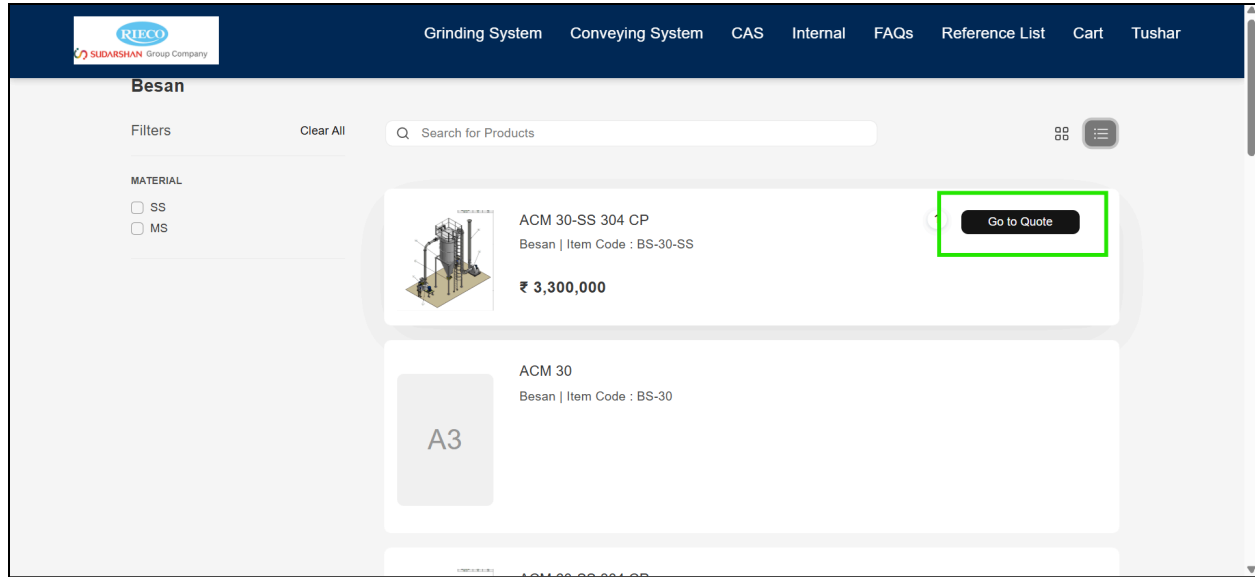 RIECO
SUDARSHAN Group Company
Grinding System Conveying System CAS Internal FAQs Reference List Cart Tushar
Besan
Filters Clear All
Search for Products
MATERIAL
SS
MS
ACM 30-SS 304 CP
Besan | Item Code : BS-30-SS
₹ 3,300,000
Go to Quote
A3
ACM 30
Besan | Item Code : BS-30